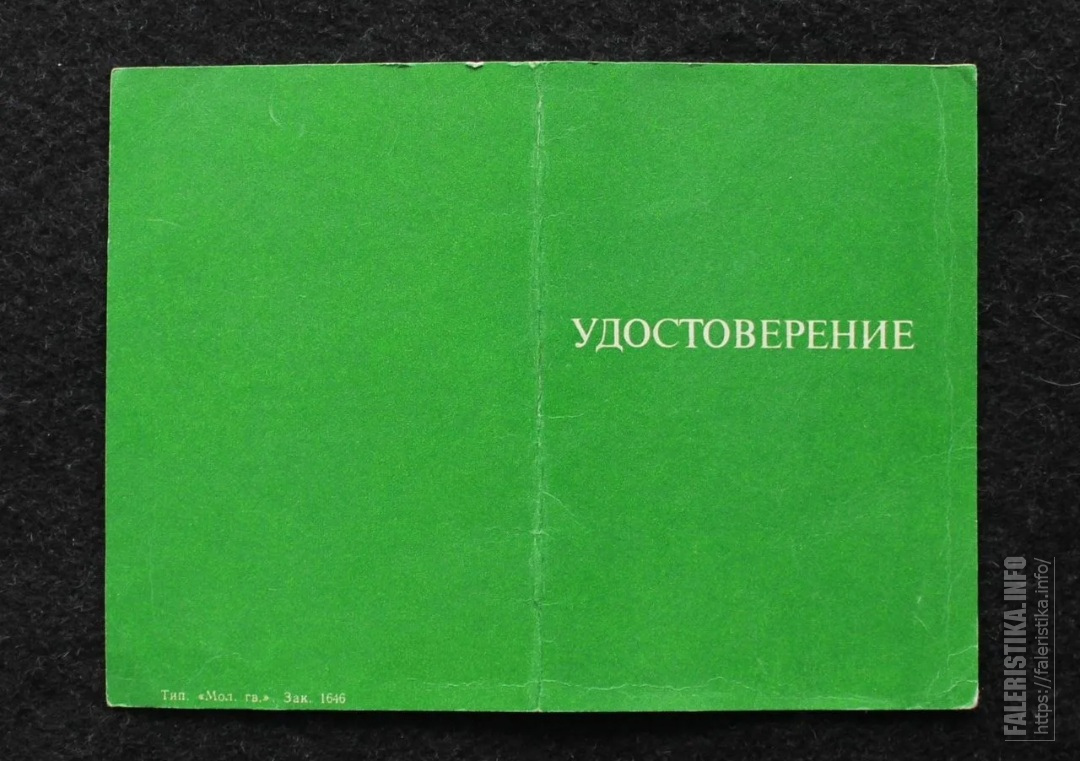 УДОСТОВЕРЕНИЕ
Тип. «Мол. гв.». Зак. 1646
FALERISTIKA.INFO
https://faleristika.info/